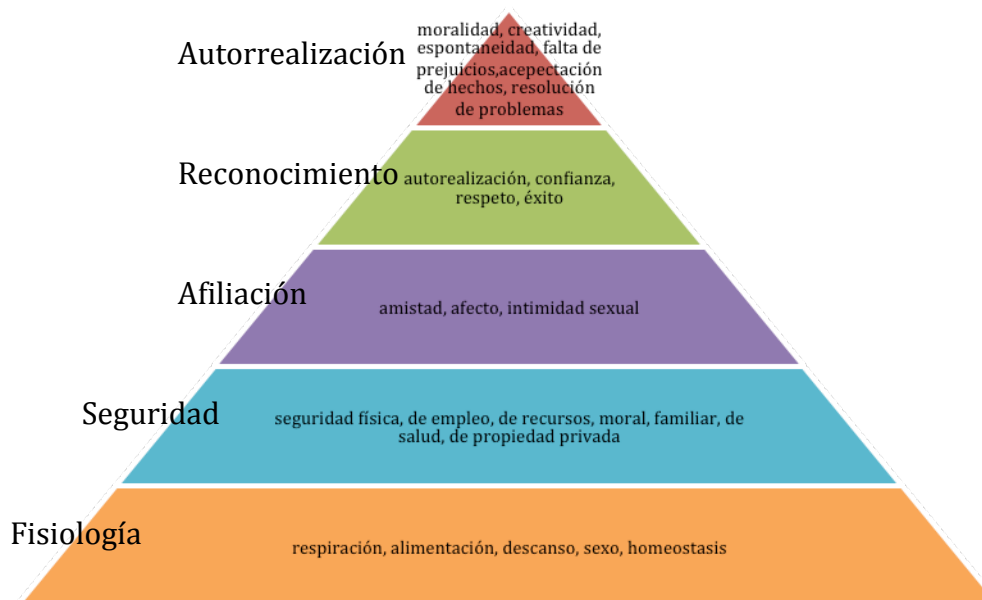 Autorrealización
moralidad, creatividad,
espontaneidad, falta de
prejuicios,acepectación
de hechos, resolución
de problemas
Reconocimiento
autorealización, confianza,
respeto, éxito
Afiliación
amistad, afecto, intimidad sexual
Seguridad
seguridad física, de empleo, de recursos, moral, familiar, de
salud, de propiedad privada
Fisiología
respiración, alimentación, descanso, sexo, homeostasis